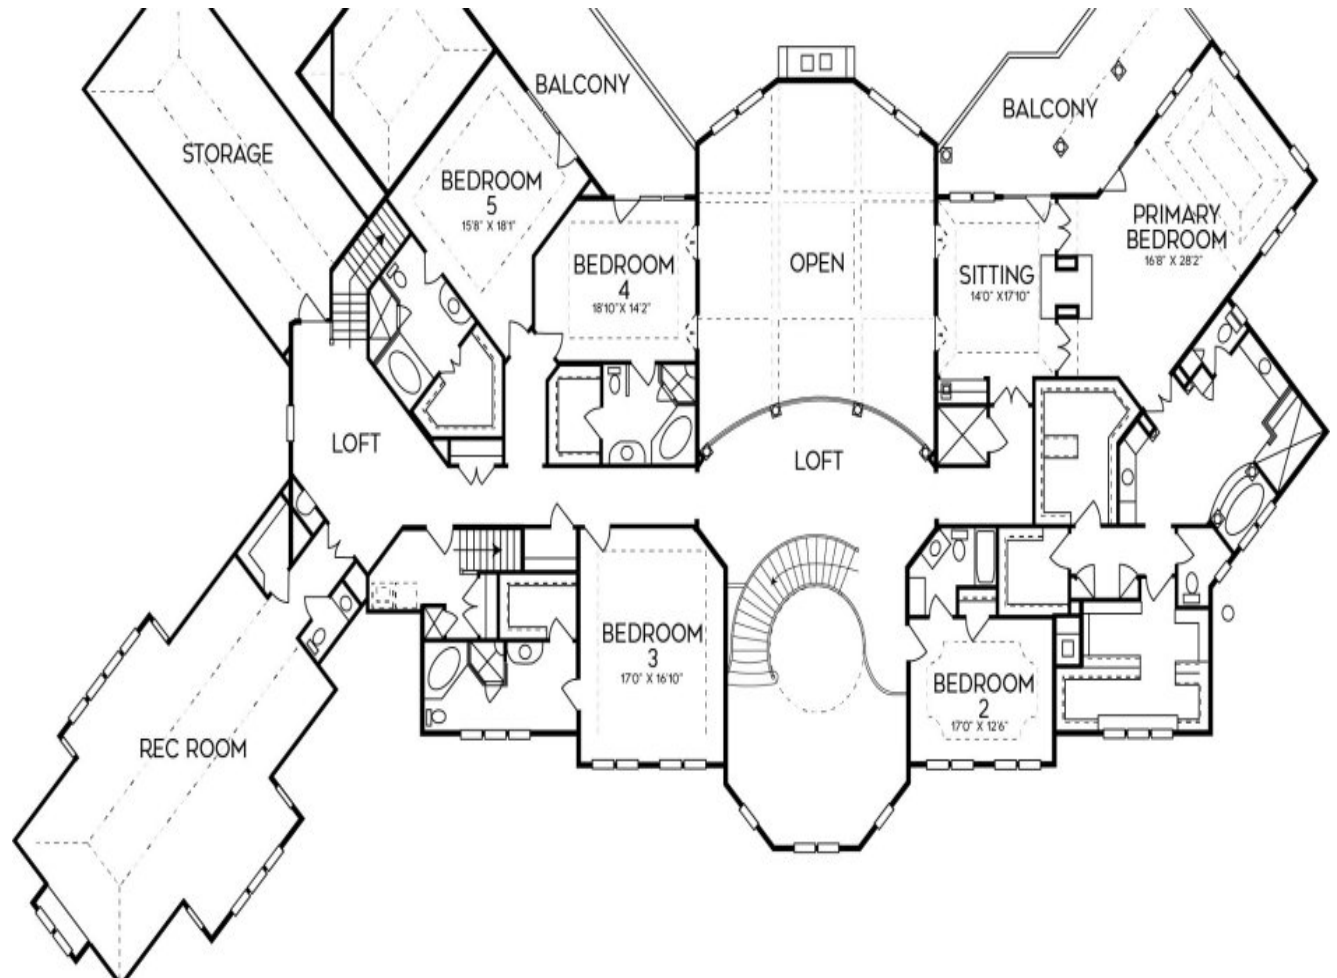 BALCONY
BALCONY
STORAGE
BEDROOM
5
15'8" X 18'1"
PRIMARY
BEDROOM
16'8" X 28'2"
BEDROOM
4
18'10" X 14'2"
OPEN
SITTING
14'0" X17'10"
LOFT
LOFT
BEDROOM
3
17'0" X 16'10"
BEDROOM
2
17'0" X 12'6"
REC ROOM